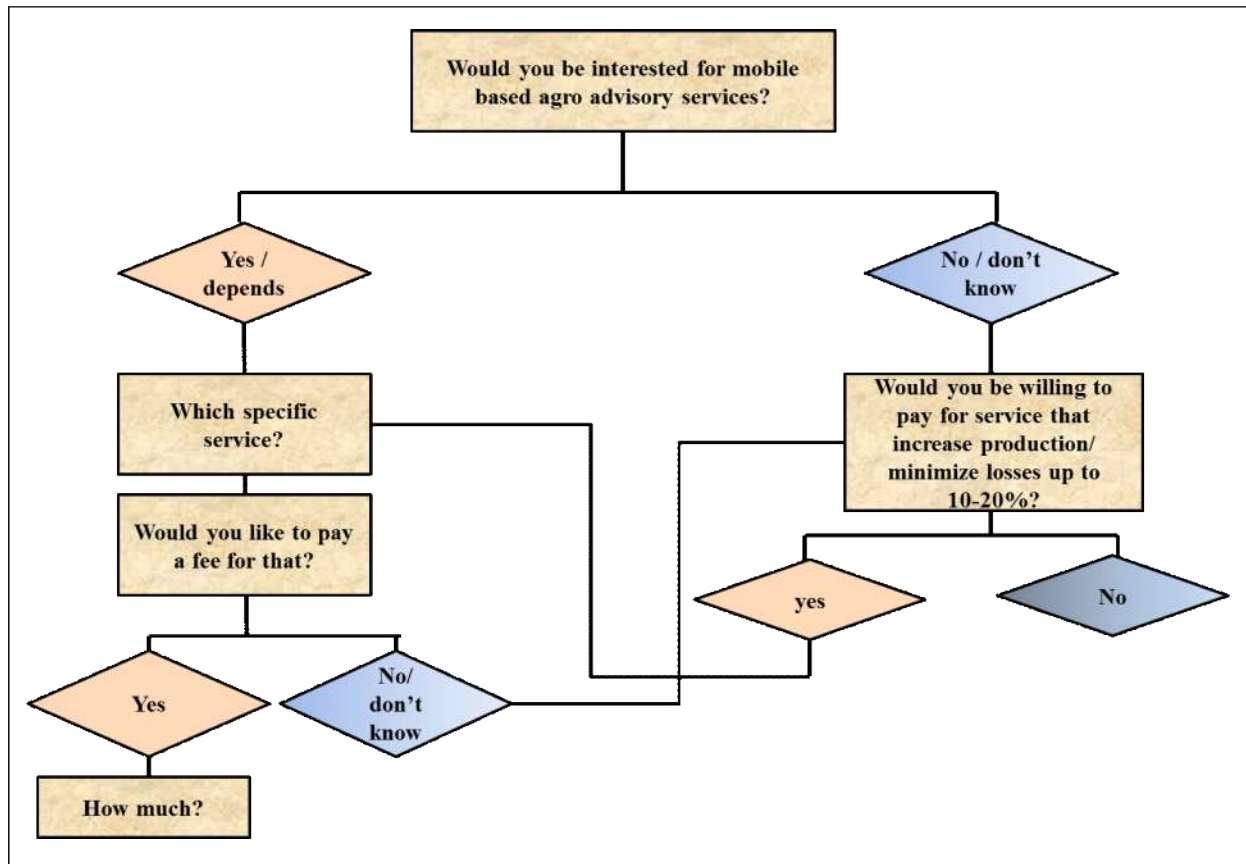 Would you be interested for mobile
based agro advisory services?
Yes /
depends
No / don't
know
Which specific
service?
Would you be willing to
pay for service that
increase production/
minimize losses up to
10-20%?
Would you like to pay
a fee for that?
yes
No
Yes
No/
don't
know
How much?